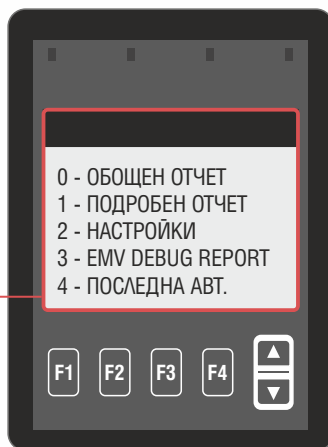 0 - ОБОЩЕН ОТЧЕТ
1 - ПОДРОБЕН ОТЧЕТ
2 - НАСТРОЙКИ
3 - EMV DEBUG REPORT
4 - ПОСЛЕДНА АВТ.
F1 F2 F3 F4